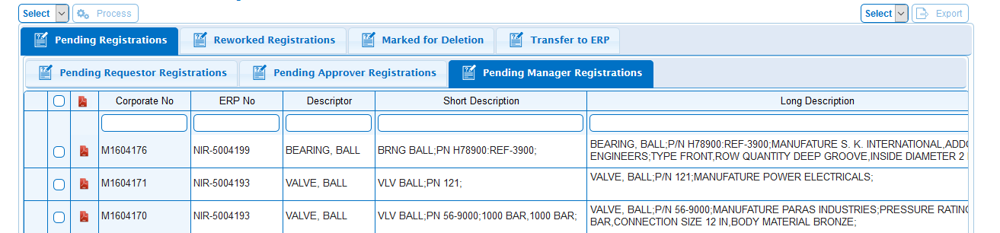 Select Process Select Export
Pending Registrations Reworked Registrations Marked for Deletion Transfer to ERP
Pending Requestor Registrations Pending Approver Registrations Pending Manager Registrations
Corporate No ERP No Descriptor Short Description Long Description
M1604176 NIR-5004199 BEARING, BALL BRNG BALL;PN H78900:REF-3900; BEARING, BALL;P/N H78900:REF-3900;MANUFATURE S. K. INTERNATIONAL,
ENGINEERS;TYPE FRONT,ROW QUANTITY DEEP GROOVE,INSIDE DIAMETER 2
M1604171 NIR-5004193 VALVE, BALL VLV BALL;PN 121; VALVE, BALL;P/N 121;MANUFATURE POWER ELECTRICALS;
M1604170 NIR-5004193 VALVE, BALL VLV BALL;PN 56-9000;1000 BAR,1000 BAR; VALVE, BALL;P/N 56-9000;MANUFATURE PARAS INDUSTRIES;PRESSURE RATING
BAR,CONNECTION SIZE 12 IN,BODY MATERIAL BRONZE;